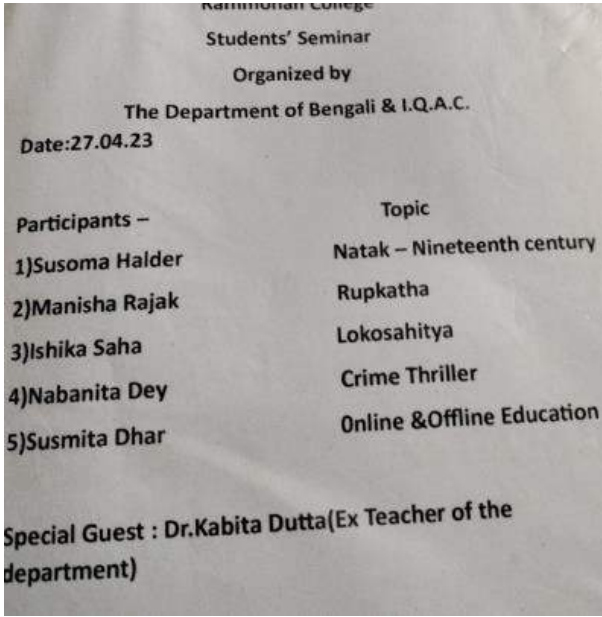 Rammohan College
Students' Seminar
Organized by
The Department of Bengali & I.Q.A.C.
Date:27.04.23
Participants – Topic
1)Susoma Halder Natak – Nineteenth century
2)Manisha Rajak Rupkatha
3)Ishika Saha Lokosahitya
4)Nabanita Dey Crime Thriller
5)Susmita Dhar 0nline &Offline Education
Special Guest : Dr.Kabita Dutta(Ex Teacher of the
department)